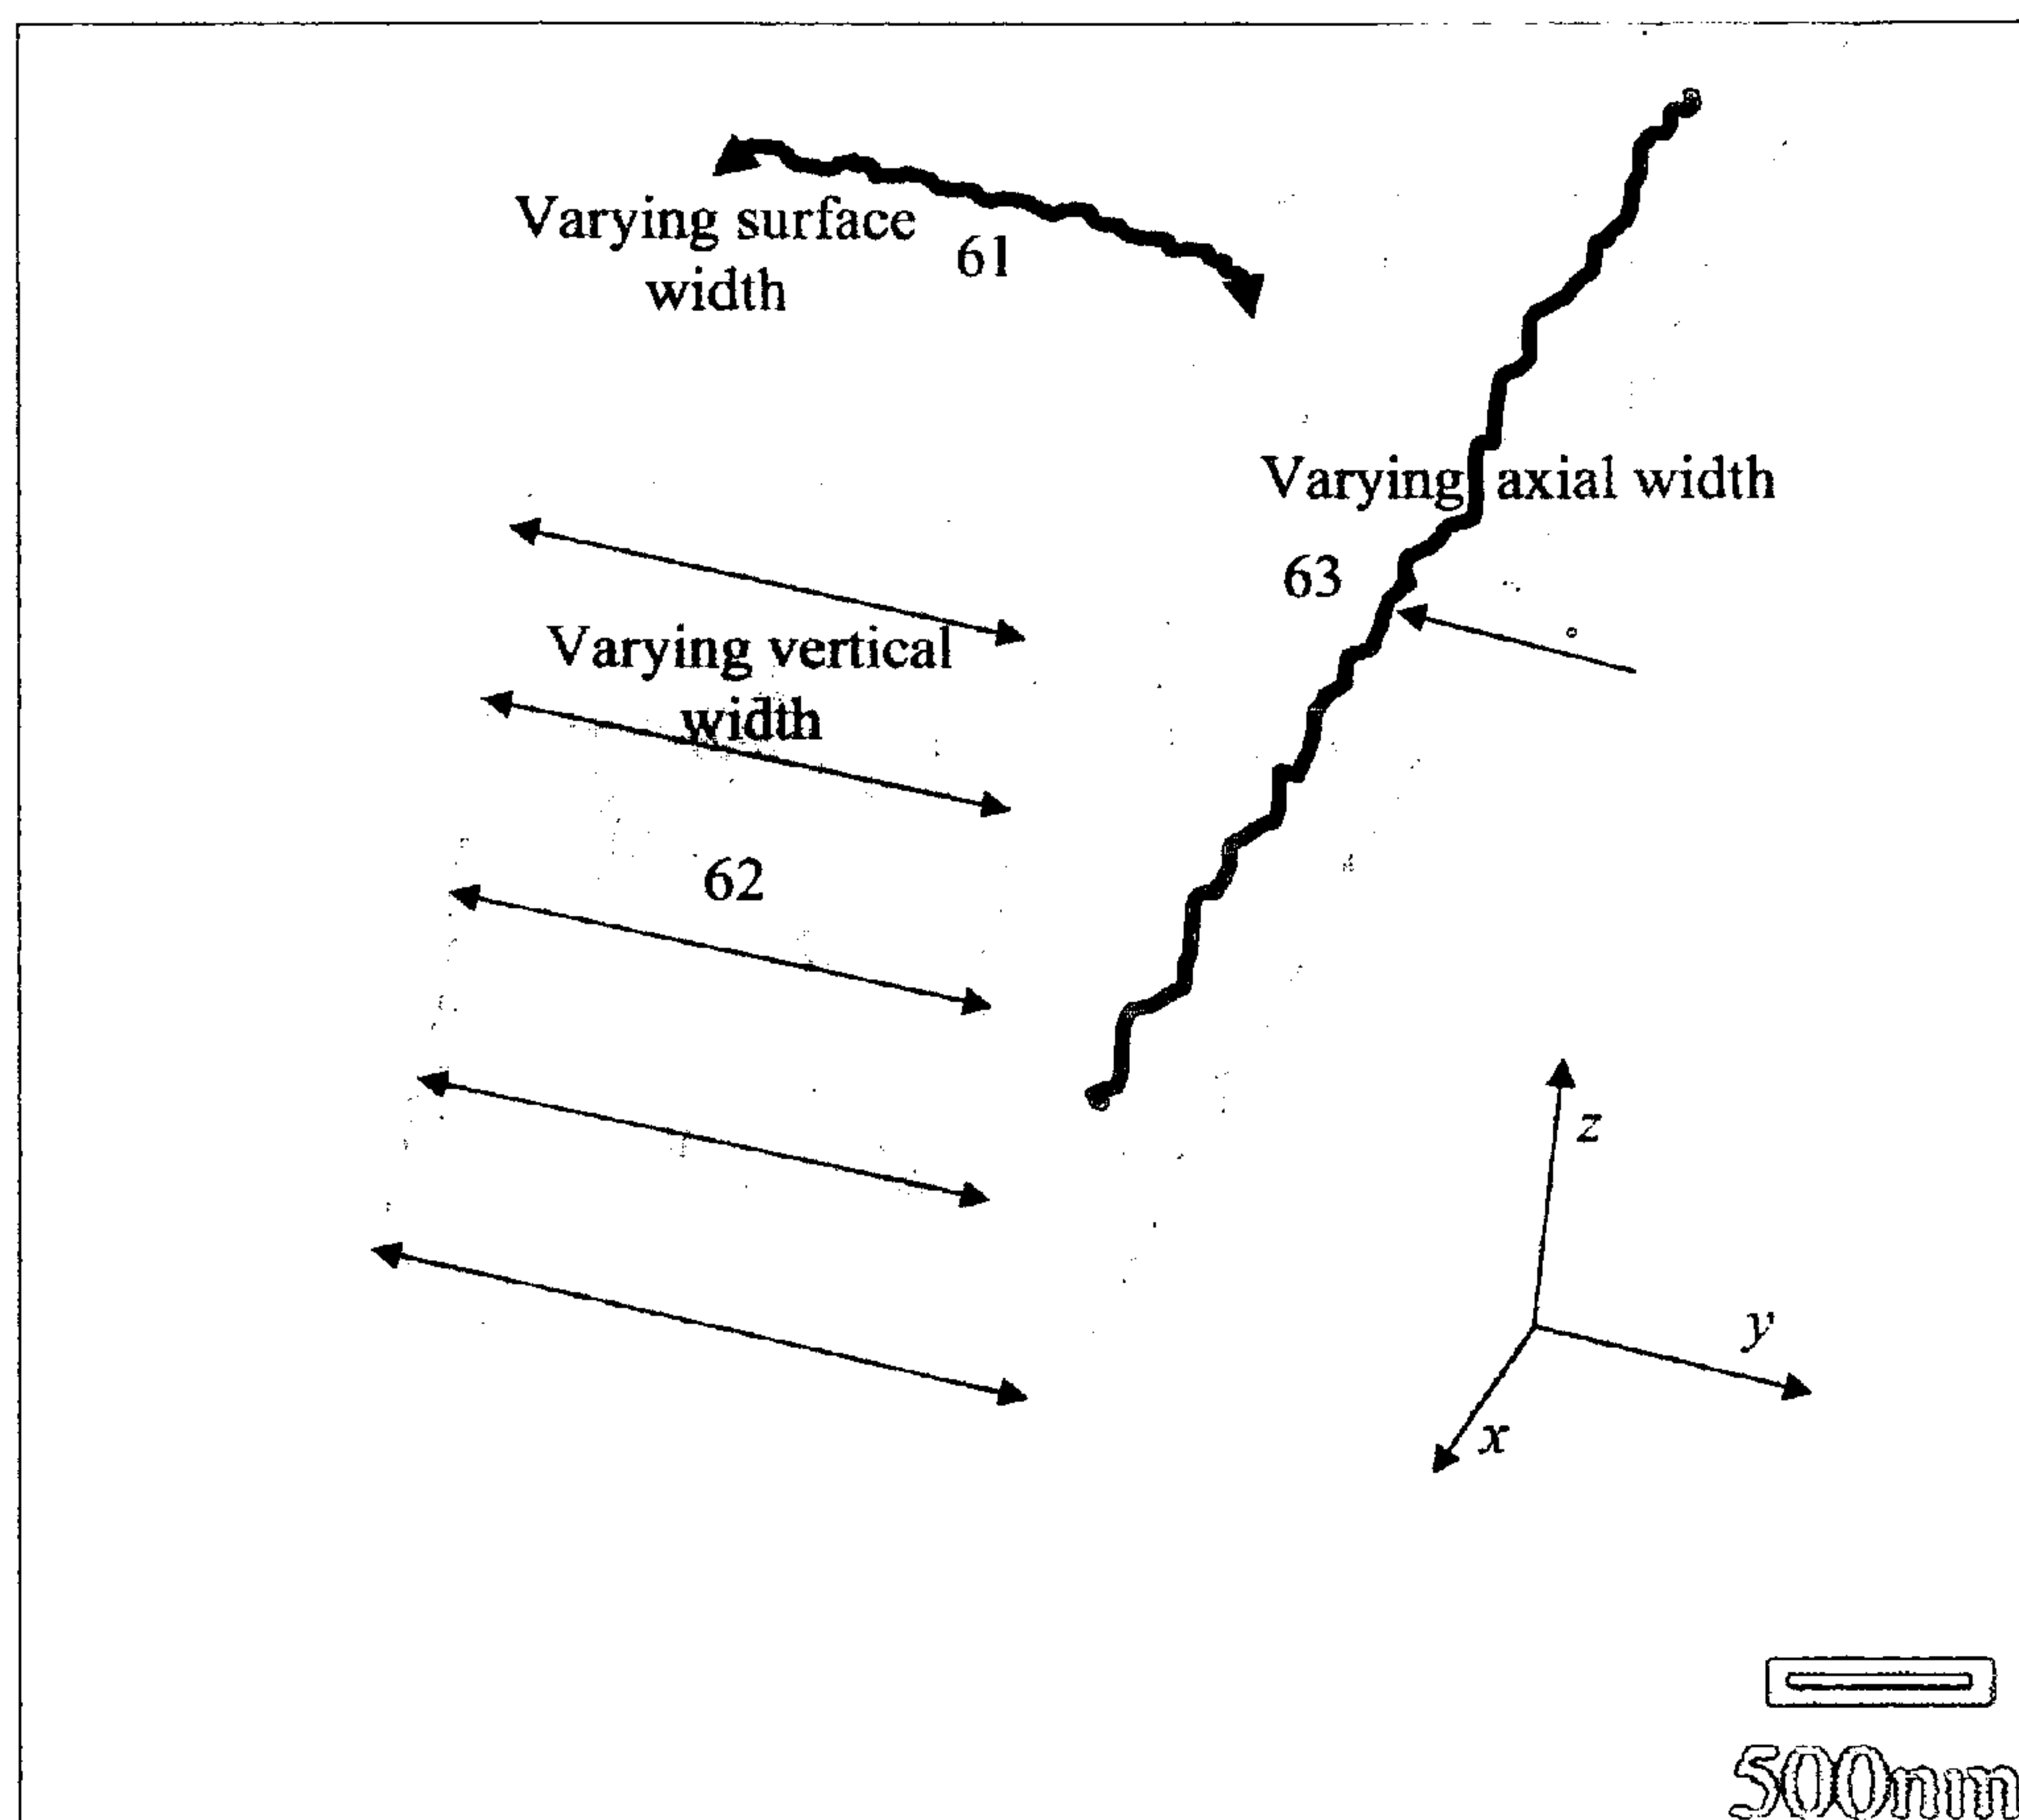 Varying surface
width
61
Varying axial width
63
Varying vertical
width
62
z
y
x
500nm